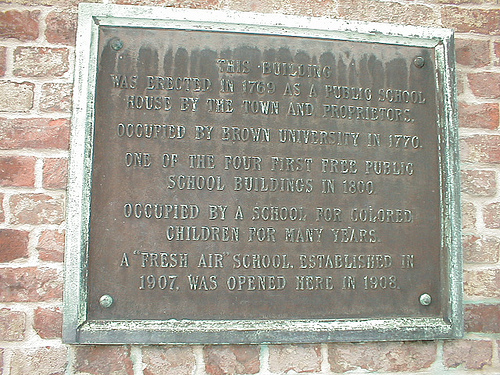 THIS BUILDING
WAS ERECTED IN 1769 AS A PUBLIC SCHOOL
HOUSE BY THE TOWN AND PROPRIETORS.
OCCUPIED BY BROWN UNIVERSITY IN 1770.
ONE OF THE FOUR FIRST FREE PUBLIC
SCHOOL BUILDINGS IN 1800
OCCUPIED BY A SCHOOL FOR COLORED
CHILDREN FOR MANY YEARS.
A "FRESH AIR" SCHOOL, ESTABLISHED IN
1907, WAS OPENED HERE IN 1908.